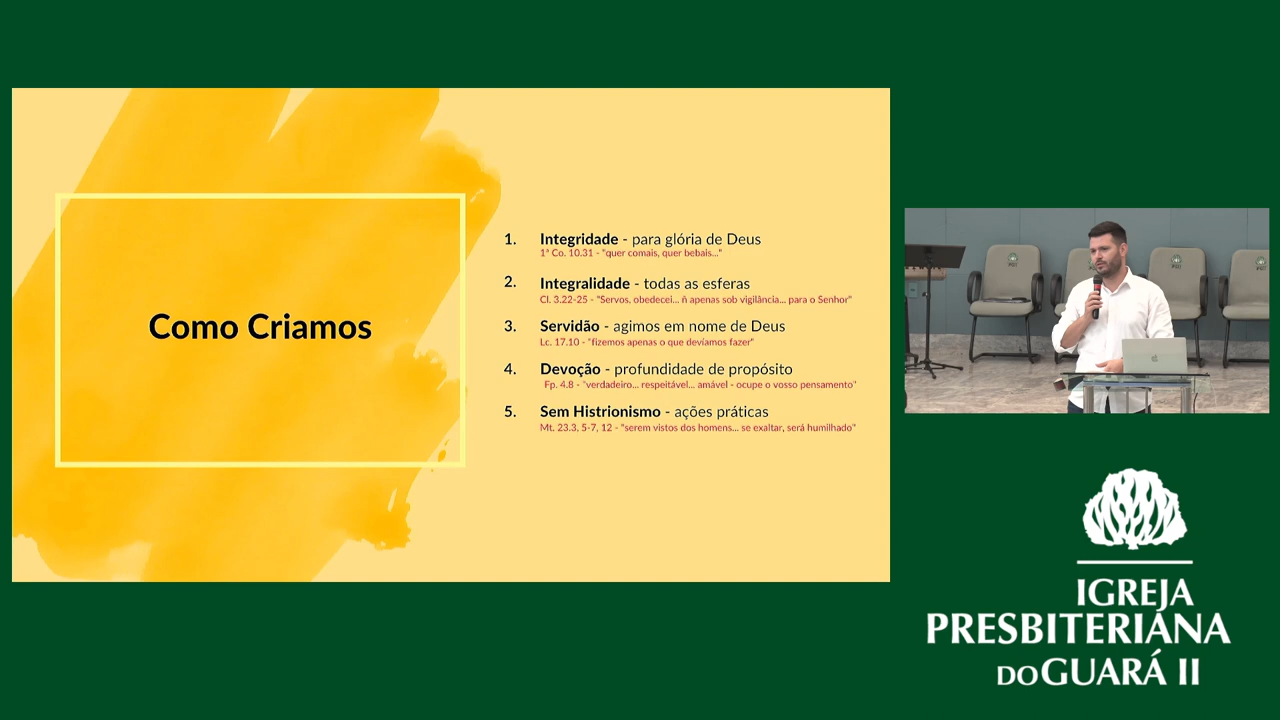 Como Criamos
1. Integridade - para glória de Deus
1ª Co. 10.31 - "quer comais, quer bebais..."
2. Integralidade - todas as esferas
Cl. 3.22-25 - "Servos, obedecei... ñ apenas sob vigilância... para o Senhor"
3. Servidão - agimos em nome de Deus
Lc. 17.10 - "fizemos apenas o que devíamos fazer"
4. Devoção - profundidade de propósito
Fp. 4.8 - "verdadeiro... respeitável... amável - ocupe o vosso pensamento"
5. Sem Histrionismo - ações práticas
Mt. 23.3, 5-7, 12 - "serem vistos dos homens... se exaltar, será humilhado"
IGREJA
PRESBITERIANA
DO GUARÁ II